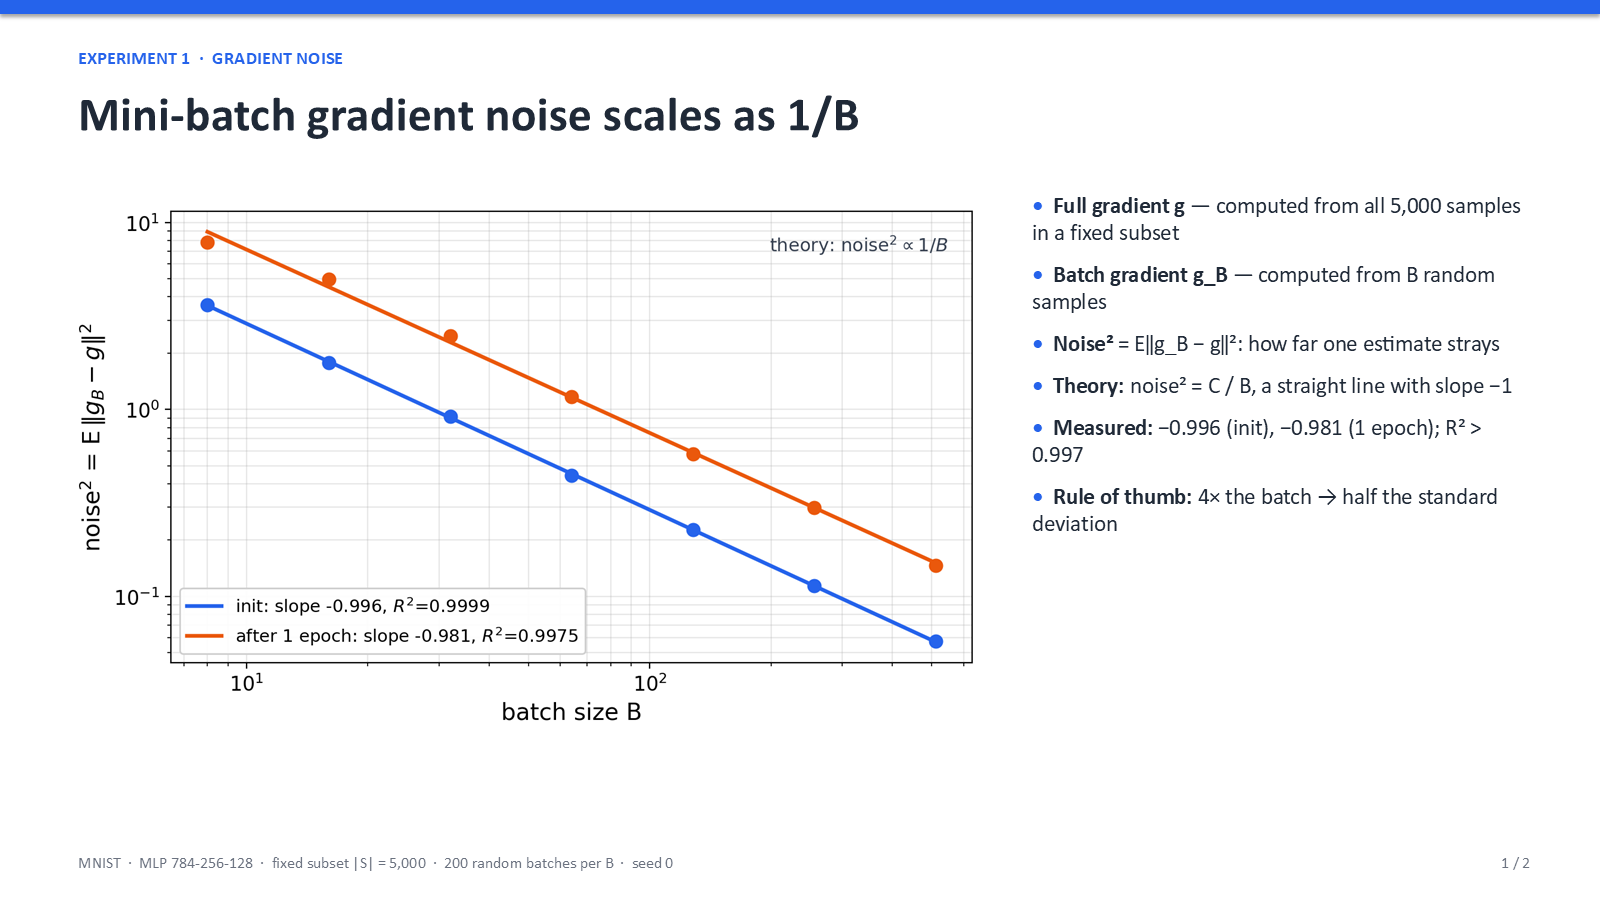 EXPERIMENT 1 · GRADIENT NOISE
Mini-batch gradient noise scales as 1/B
10¹
10⁰
10⁻¹
noise² = E ‖g_B − g‖²
theory: noise² ∝ 1/B
init: slope -0.996, R²=0.9999
after 1 epoch: slope -0.981, R²=0.9975
10¹
10²
batch size B
• Full gradient g — computed from all 5,000 samples
in a fixed subset
• Batch gradient g_B — computed from B random
samples
• Noise² = E‖g_B − g‖²: how far one estimate strays
• Theory: noise² = C / B, a straight line with slope −1
• Measured: −0.996 (init), −0.981 (1 epoch); R² >
0.997
• Rule of thumb: 4× the batch → half the standard
deviation
MNIST · MLP 784-256-128 · fixed subset |S| = 5,000 · 200 random batches per B · seed 0
1 / 2